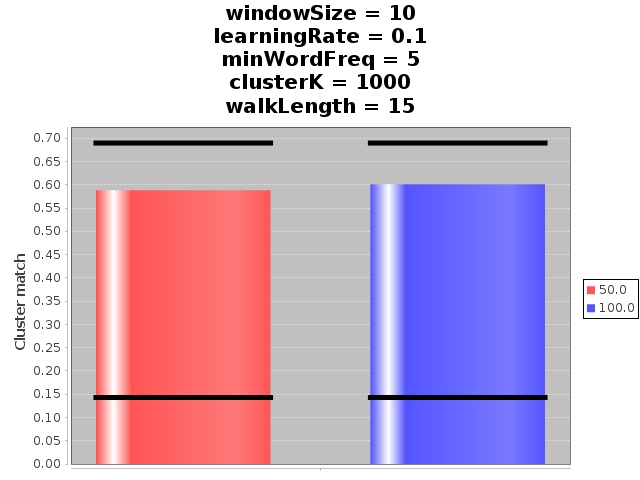 windowSize = 10
learningRate = 0.1
minWordFreq = 5
clusterK = 1000
walkLength = 15
0.70
0.65
0.60
0.55
0.50
0.45
0.40
0.35
0.30
0.25
0.20
0.15
0.10
0.05
0.00
Cluster match
50.0
100.0